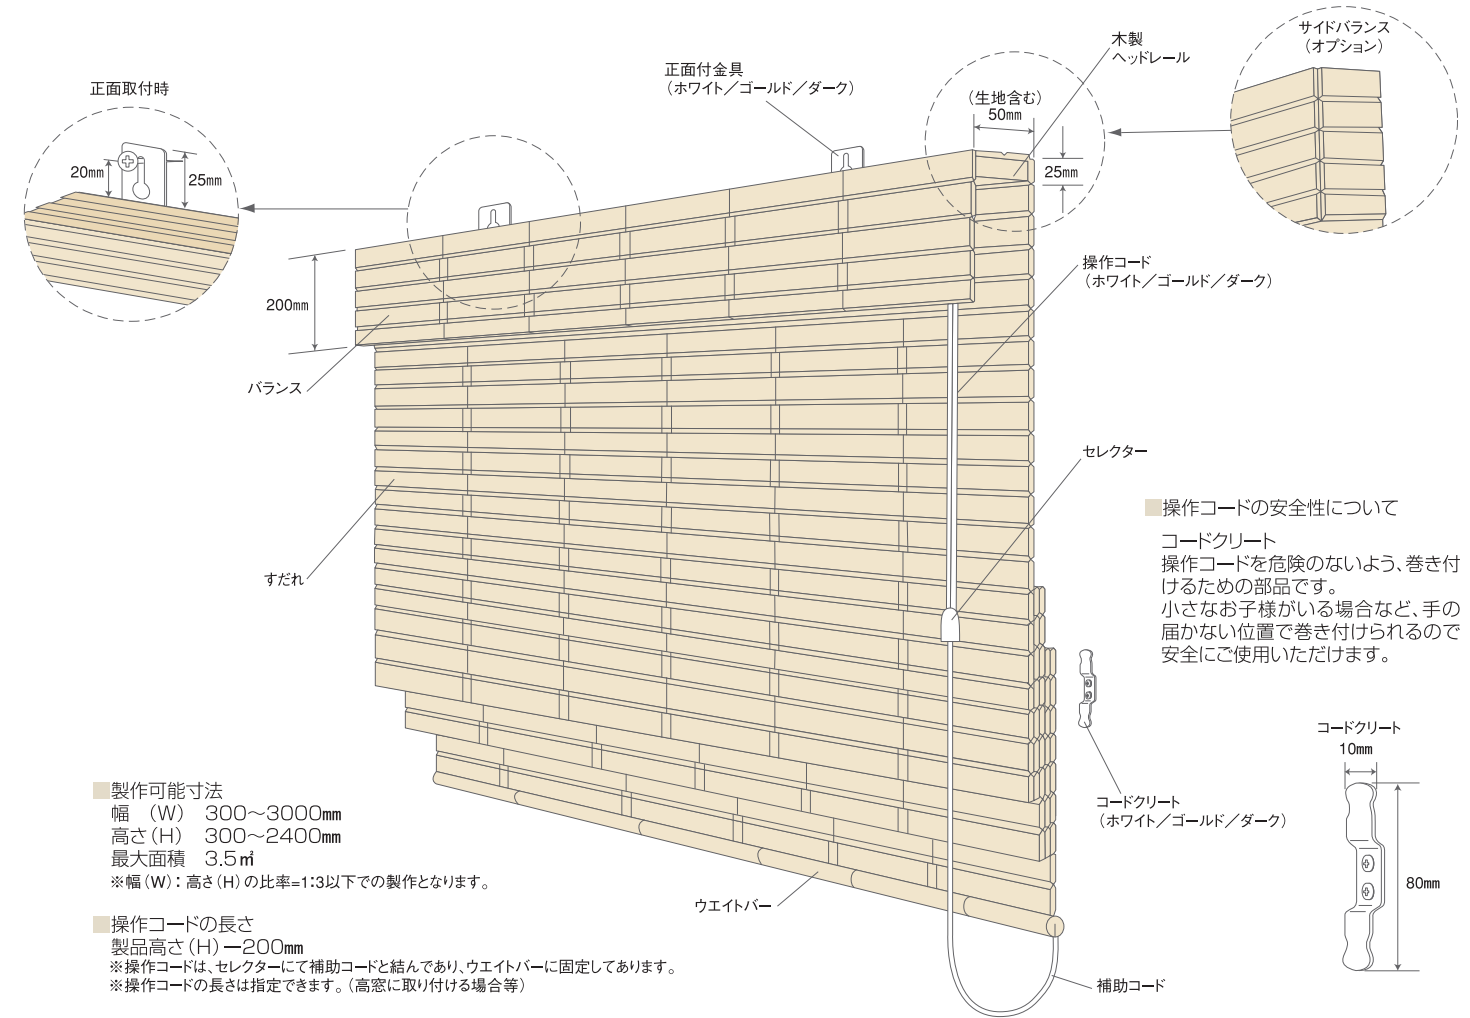 正面取付時
20mm
25mm
正面付金具
（ホワイト／ゴールド／ダーク）
（生地含む）
50mm
25mm
木製
ヘッドレール
サイドバランス
（オプション）
200mm
バランス
操作コード
（ホワイト／ゴールド／ダーク）
セレクター
すだれ
操作コードの安全性について
コードクリート
操作コードを危険のないよう、巻き付
けるための部品です。
小さなお子様がいる場合など、手の
届かない位置で巻き付けられるので
安全にご使用いただけます。
コードクリート
（ホワイト／ゴールド／ダーク）
コードクリート
10mm
80mm
製作可能寸法
幅　（W）　300〜3000mm
高さ（H）　300〜2400mm
最大面積　3.5㎡
※幅（W）：高さ（H）の比率=1：3以下での製作となります。
操作コードの長さ
製品高さ（H）ー200mm
※操作コードは、セレクターにて補助コードと結んであり、ウエイトバーに固定してあります。
※操作コードの長さは指定できます。（高窓に取り付ける場合等）
ウエイトバー
補助コード